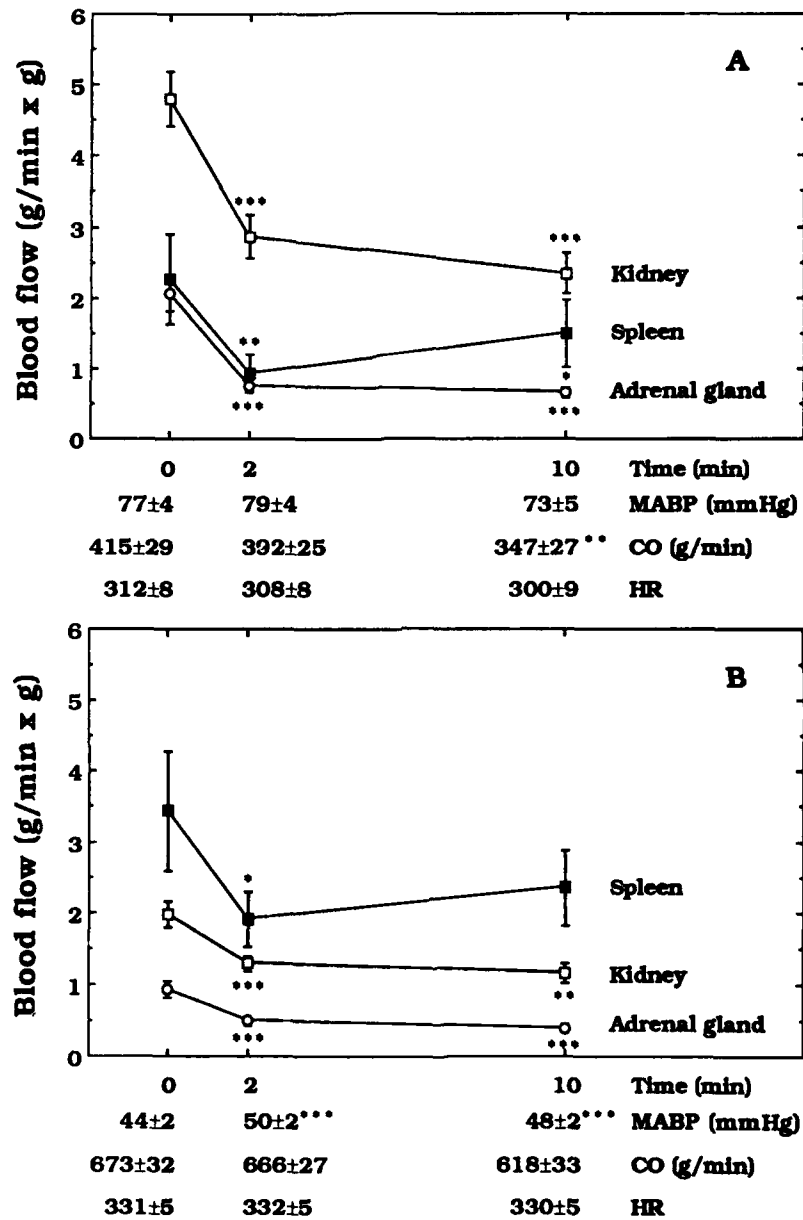 A
Blood flow (g/min x g)
6
5
4
3
2
1
0
***
***
**
*
***
***
Kidney
Spleen
Adrenal gland
0 2 10 Time (min)
77±4 79±4 73±5 MABP (mmHg)
415±29 392±25 347±27** CO (g/min)
312±8 308±8 300±9 HR
B
Blood flow (g/min x g)
6
5
4
3
2
1
0
*
***
**
***
***
Spleen
Kidney
Adrenal gland
0 2 10 Time (min)
44±2 50±2*** 48±2*** MABP (mmHg)
673±32 666±27 618±33 CO (g/min)
331±5 332±5 330±5 HR